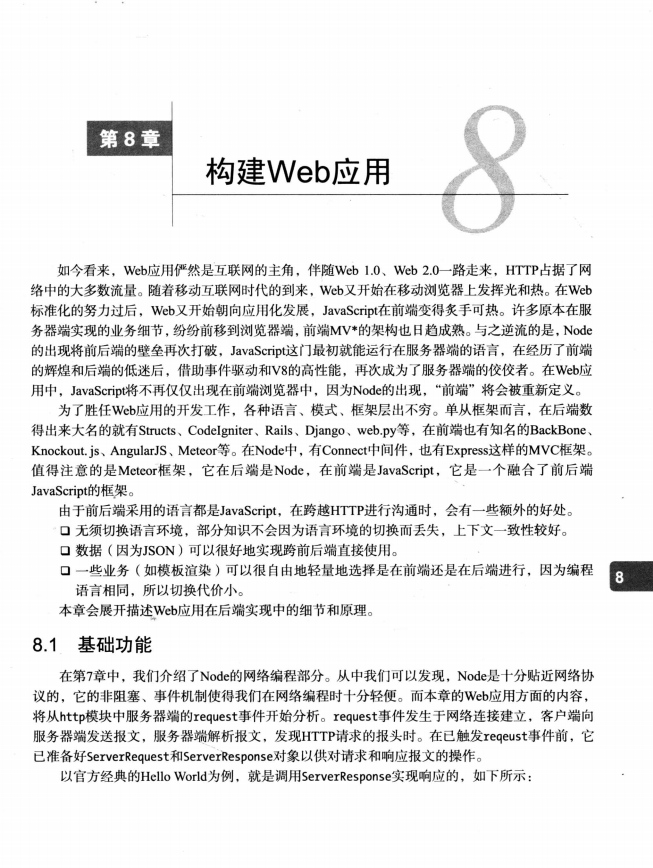 第8章
8
构建Web应用
如今看来，Web应用俨然是互联网的主角，伴随Web 1.0、Web 2.0一路走来，HTTP占据了网
络中的大多数流量。随着移动互联网时代的到来，Web又开始在移动浏览器上发挥光和热。在Web
标准化的努力过后，Web又开始朝向应用化发展，JavaScript在前端变得炙手可热。许多原本在服
务器端实现的业务细节，纷纷前移到浏览器端，前端MV*的架构也日趋成熟。与之逆流的是，Node
的出现将前后端的壁垒再次打破，JavaScript这门最初就能运行在服务器端的语言，在经历了前端
的辉煌和后端的低迷后，借助事件驱动和V8的高性能，再次成为了服务器端的佼佼者。在Web应
用中，JavaScript将不再仅仅出现在前端浏览器中，因为Node的出现，“前端”将会被重新定义。
为了胜任Web应用的开发工作，各种语言、模式、框架层出不穷。单从框架而言，在后端数
得出来大名的就有Structs、CodeIgniter、Rails、Django、web.py等，在前端也有知名的BackBone、
Knockout.js、AngularJS、Meteor等。在Node中，有Connect中间件，也有Express这样的MVC框架。
值得注意的是Meteor框架，它在后端是Node，在前端是JavaScript，它是一个融合了前后端
JavaScript的框架。
由于前后端采用的语言都是JavaScript，在跨越HTTP进行沟通时，会有一些额外的好处。
❑ 无须切换语言环境，部分知识不会因为语言环境的切换而丢失，上下文一致性较好。
❑ 数据（因为JSON）可以很好地实现跨前后端直接使用。
❑ 一些业务（如模板渲染）可以很自由地轻量地选择是在前端还是在后端进行，因为编程
语言相同，所以切换代价小。
8
本章会展开描述Web应用在后端实现中的细节和原理。
8.1 基础功能
在第7章中，我们介绍了Node的网络编程部分。从中我们可以发现，Node是十分贴近网络协
议的，它的非阻塞、事件机制使得我们在网络编程时十分轻便。而本章的Web应用方面的内容，
将从http模块中服务器端的request事件开始分析。request事件发生于网络连接建立，客户端向
服务器端发送报文，服务器端解析报文，发现HTTP请求的报头时。在已触发reqeust事件前，它
已准备好ServerRequest和ServerResponse对象以供对请求和响应报文的操作。
以官方经典的Hello World为例，就是调用ServerResponse实现响应的，如下所示：